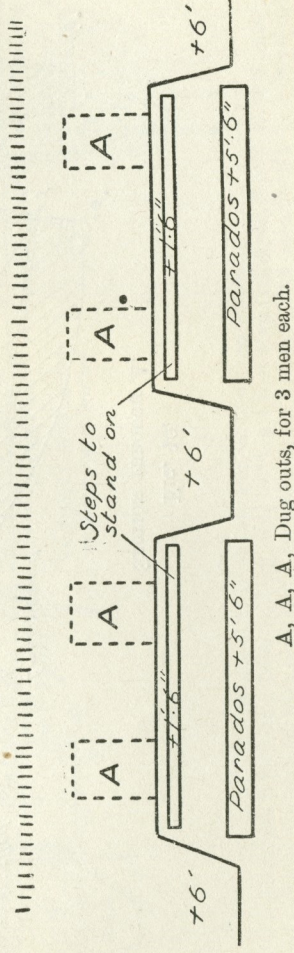 +6'
A
A
+1'.6"
Parados +5' 6"
Steps to
stand on
+6'
A
A
+1'.6"
Parados +5'.6"
+6'
A, A, A, Dug outs, for 3 men each.